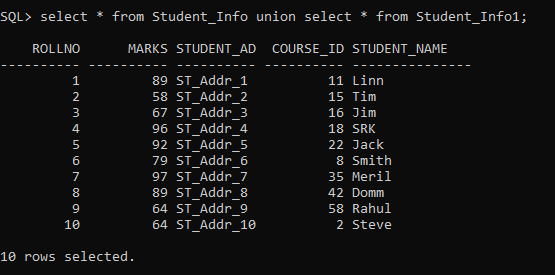 SQL> select * from Student_Info union select * from Student_Info1;
ROLLNO MARKS STUDENT_AD COURSE_ID STUDENT_NAME
---------- ---------- ---------- ---------- ---------------
1 89 ST_Addr_1 11 Linn
2 58 ST_Addr_2 15 Tim
3 67 ST_Addr_3 16 Jim
4 96 ST_Addr_4 18 SRK
5 92 ST_Addr_5 22 Jack
6 79 ST_Addr_6 8 Smith
7 97 ST_Addr_7 35 Meril
8 89 ST_Addr_8 42 Domm
9 64 ST_Addr_9 58 Rahul
10 64 ST_Addr_10 2 Steve
10 rows selected.